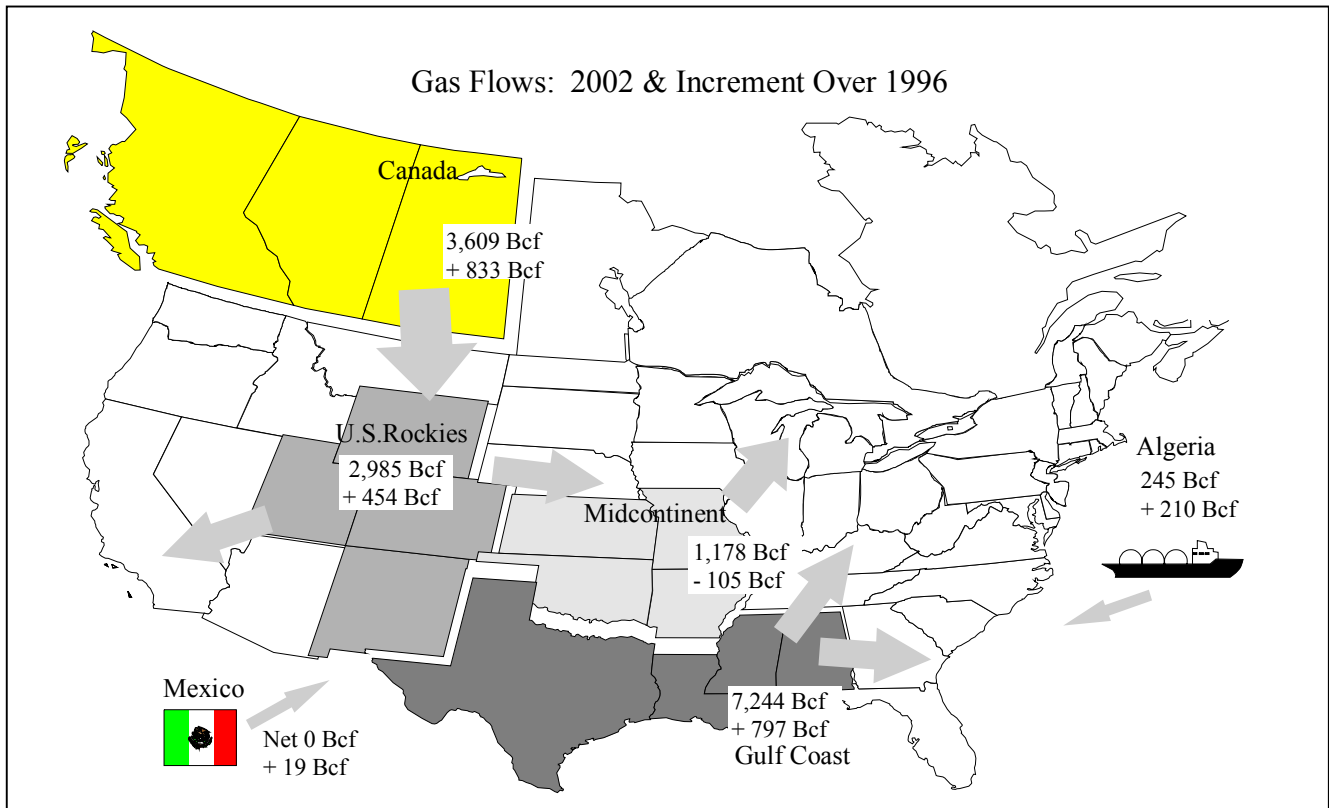 Gas Flows: 2002 & Increment Over 1996
Canada
3,609 Bcf
+ 833 Bcf
U.S.Rockies
2,985 Bcf
+ 454 Bcf
Midcontinent
1,178 Bcf
- 105 Bcf
Algeria
245 Bcf
+ 210 Bcf
Mexico
Net 0 Bcf
+ 19 Bcf
7,244 Bcf
+ 797 Bcf
Gulf Coast